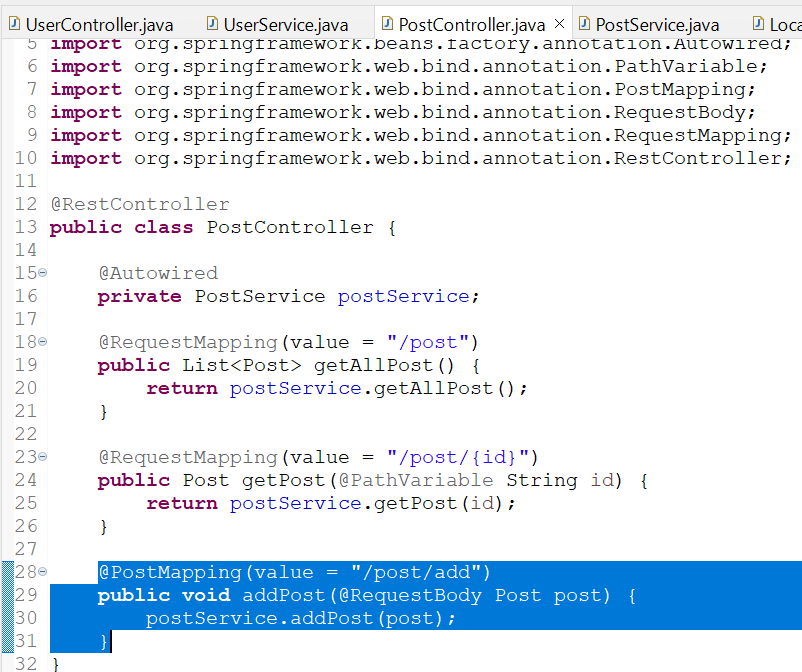 UserController.java UserService.java PostController.java PostService.java Loca
5 import org.springframework.beans.factory.annotation.Autowired;
6 import org.springframework.web.bind.annotation.PathVariable;
7 import org.springframework.web.bind.annotation.PostMapping;
8 import org.springframework.web.bind.annotation.RequestBody;
9 import org.springframework.web.bind.annotation.RequestMapping;
10 import org.springframework.web.bind.annotation.RestController;
11
12 @RestController
13 public class PostController {
14
15 @Autowired
16 private PostService postService;
17
18 @RequestMapping(value = "/post")
19 public List<Post> getAllPost() {
20 return postService.getAllPost();
21 }
22
23 @RequestMapping(value = "/post/{id}")
24 public Post getPost(@PathVariable String id) {
25 return postService.getPost(id);
26 }
27
28 @PostMapping(value = "/post/add")
29 public void addPost(@RequestBody Post post) {
30 postService.addPost(post);
31 }
32 }